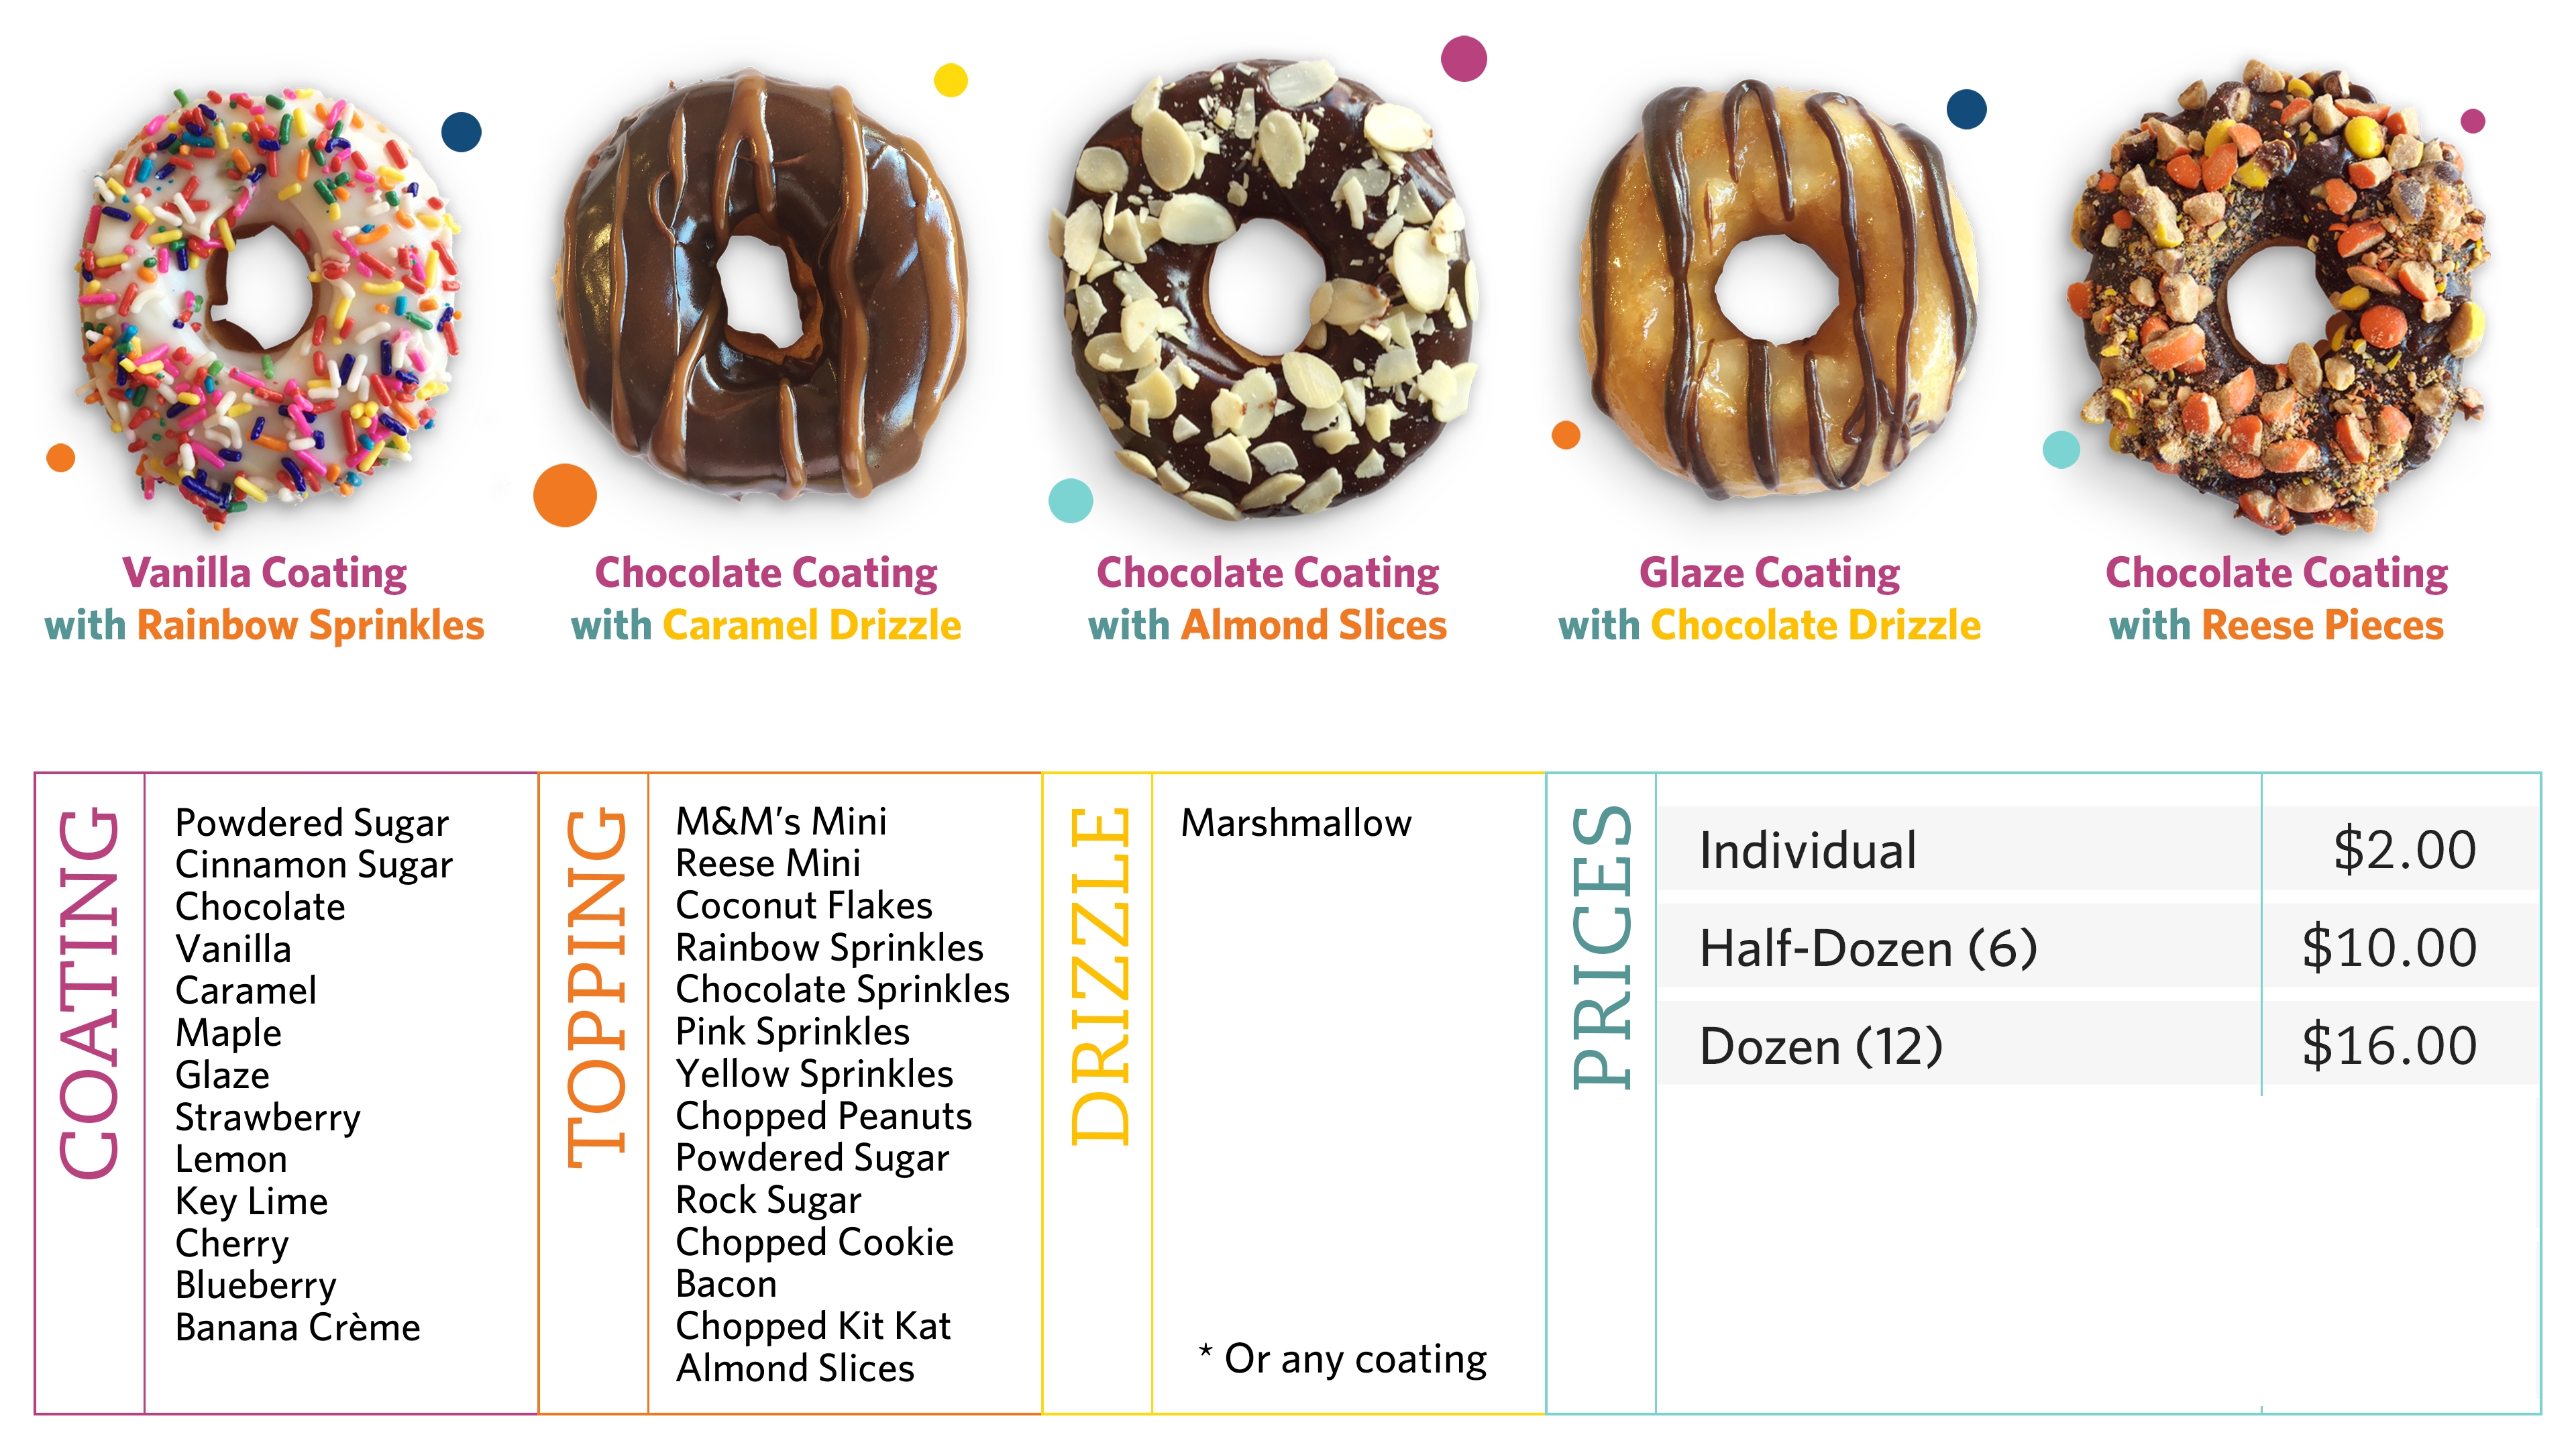 Vanilla Coating
with Rainbow Sprinkles
Chocolate Coating
with Caramel Drizzle
Chocolate Coating
with Almond Slices
Glaze Coating
with Chocolate Drizzle
Chocolate Coating
with Reese Pieces
COATING
Powdered Sugar
Cinnamon Sugar
Chocolate
Vanilla
Caramel
Maple
Glaze
Strawberry
Lemon
Key Lime
Cherry
Blueberry
Banana Crème
TOPPING
M&M’s Mini
Reese Mini
Coconut Flakes
Rainbow Sprinkles
Chocolate Sprinkles
Pink Sprinkles
Yellow Sprinkles
Chopped Peanuts
Powdered Sugar
Rock Sugar
Chopped Cookie
Bacon
Chopped Kit Kat
Almond Slices
DRIZZLE
Marshmallow
* Or any coating
PRICES
Individual $2.00
Half-Dozen (6) $10.00
Dozen (12) $16.00